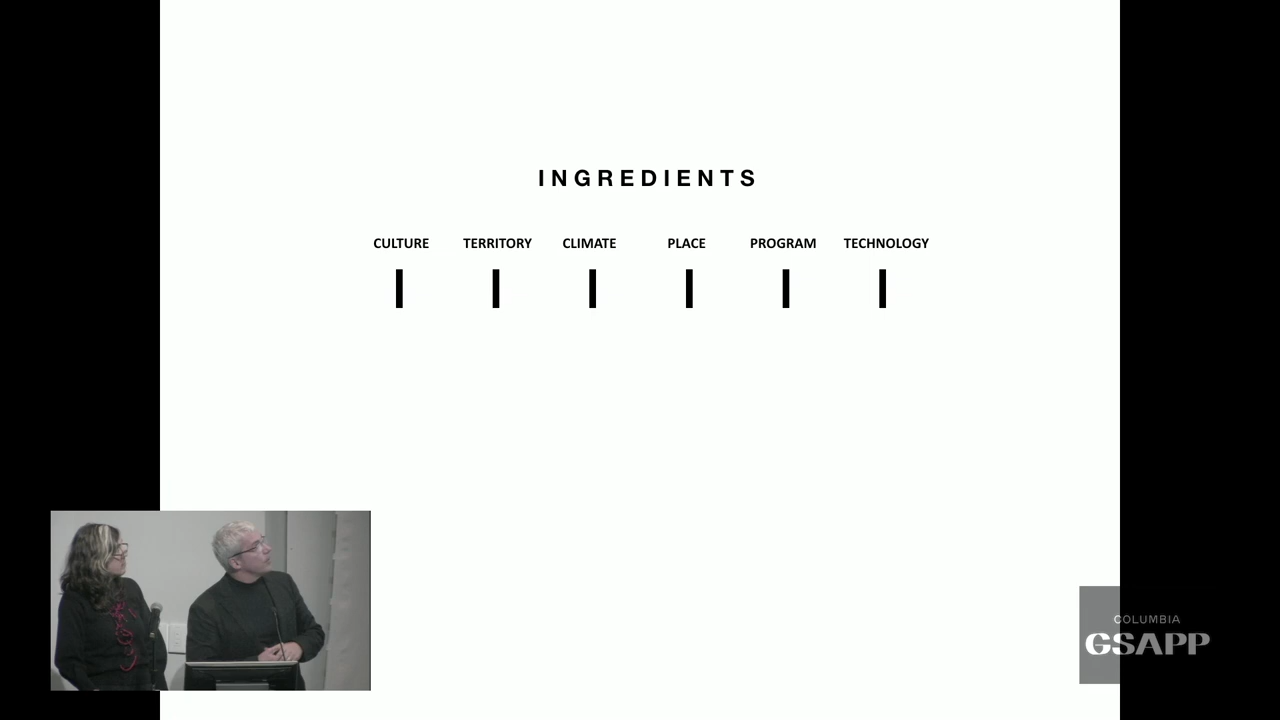 INGREDIENTS
CULTURE TERRITORY CLIMATE PLACE PROGRAM TECHNOLOGY
COLUMBIA
GSAPP